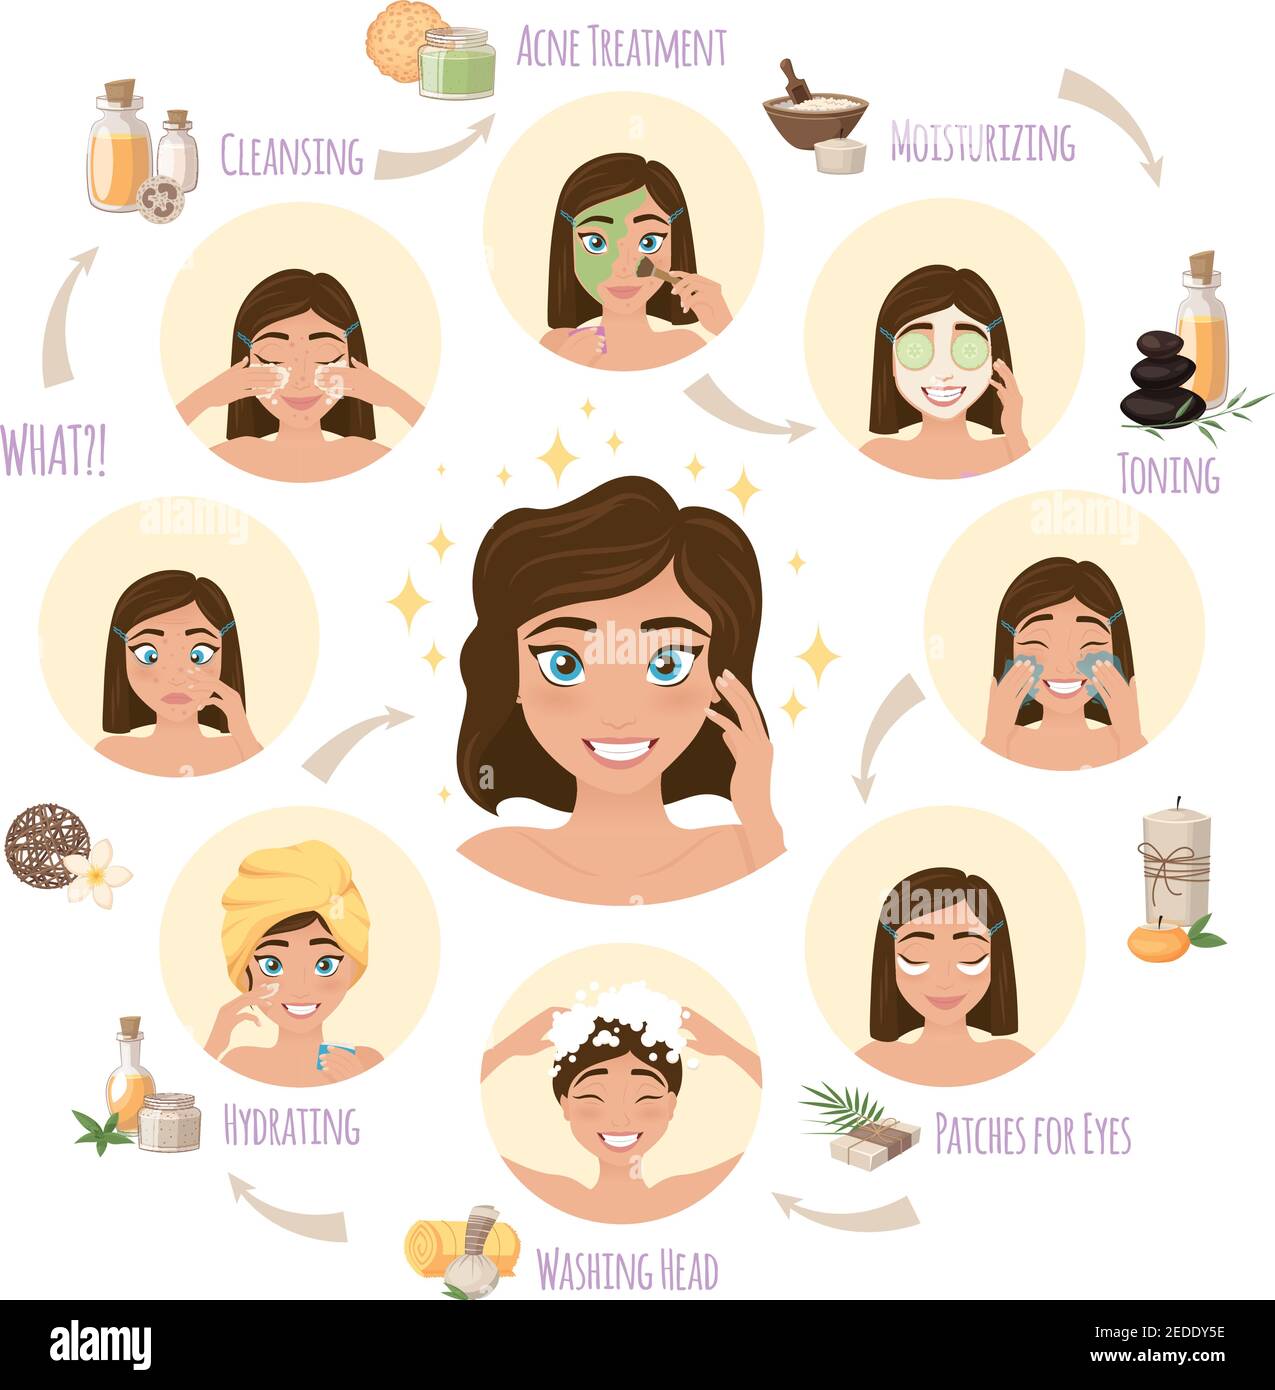 ACNE TREATMENT
CLEANSING
MOISTURIZING
WHAT?!
TONING
alamy
alamy
HYDRATING
PATCHES FOR EYES
WASHING HEAD
alamy
Image ID: 2EDDY5E
www.alamy.com